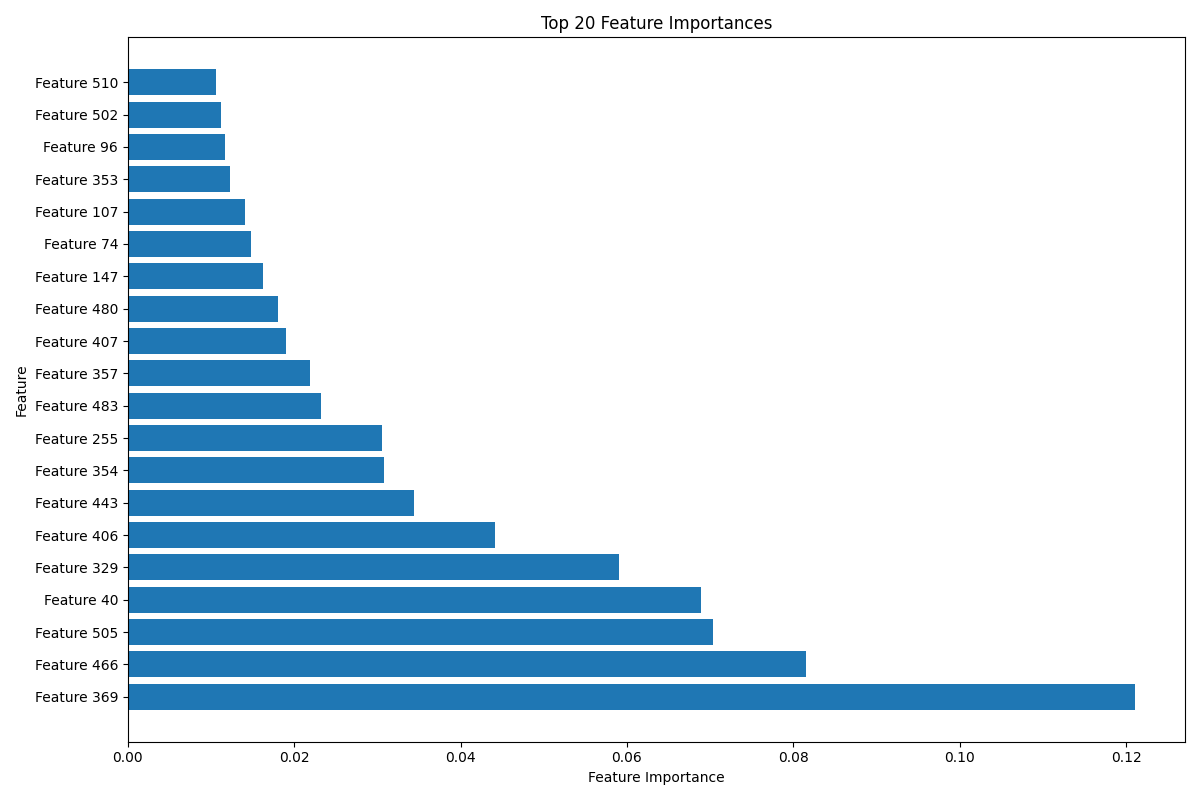 Top 20 Feature Importances
Feature
Feature 510
Feature 502
Feature 96
Feature 353
Feature 107
Feature 74
Feature 147
Feature 480
Feature 407
Feature 357
Feature 483
Feature 255
Feature 354
Feature 443
Feature 406
Feature 329
Feature 40
Feature 505
Feature 466
Feature 369
0.00 0.02 0.04 0.06 0.08 0.10 0.12
Feature Importance